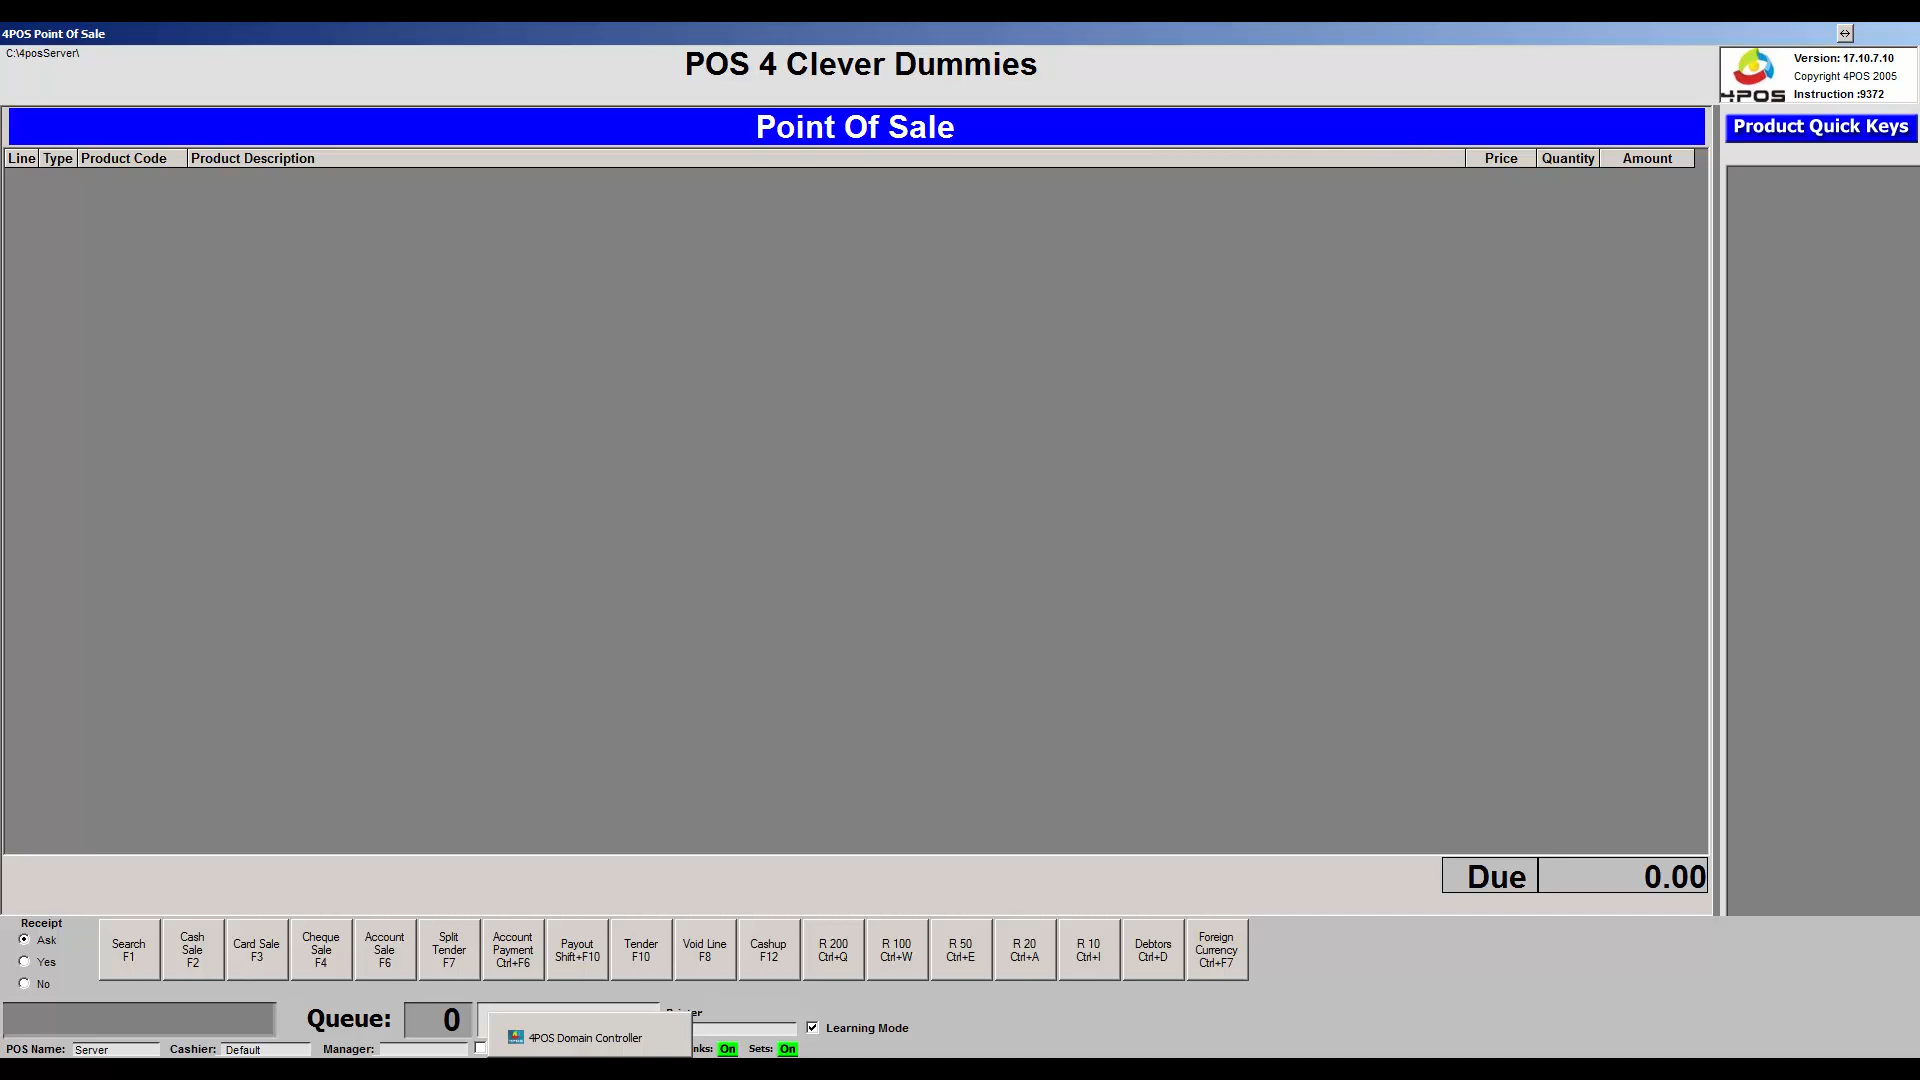 4POS Point Of Sale
C:\4posServer\
POS 4 Clever Dummies
4POS
Version: 17.10.7.10
Copyright 4POS 2005
Instruction :9372
Point Of Sale
Product Quick Keys
Line Type Product Code Product Description Price Quantity Amount
Due 0.00
Receipt
Ask
Yes
No
Search
F1
Cash
Sale
F2
Card Sale
F3
Cheque
Sale
F4
Account
Sale
F6
Split
Tender
F7
Account
Payment
Ctrl+F6
Payout
Shift+F10
Tender
F10
Void Line
F8
Cashup
F12
R 200
Ctrl+Q
R 100
Ctrl+W
R 50
Ctrl+E
R 20
Ctrl+A
R 10
Ctrl+I
Debtors
Ctrl+D
Foreign
Currency
Ctrl+F7
Queue: 0
Learning Mode
4POS Domain Controller
POS Name: Server Cashier: Default Manager:
On Sets: On